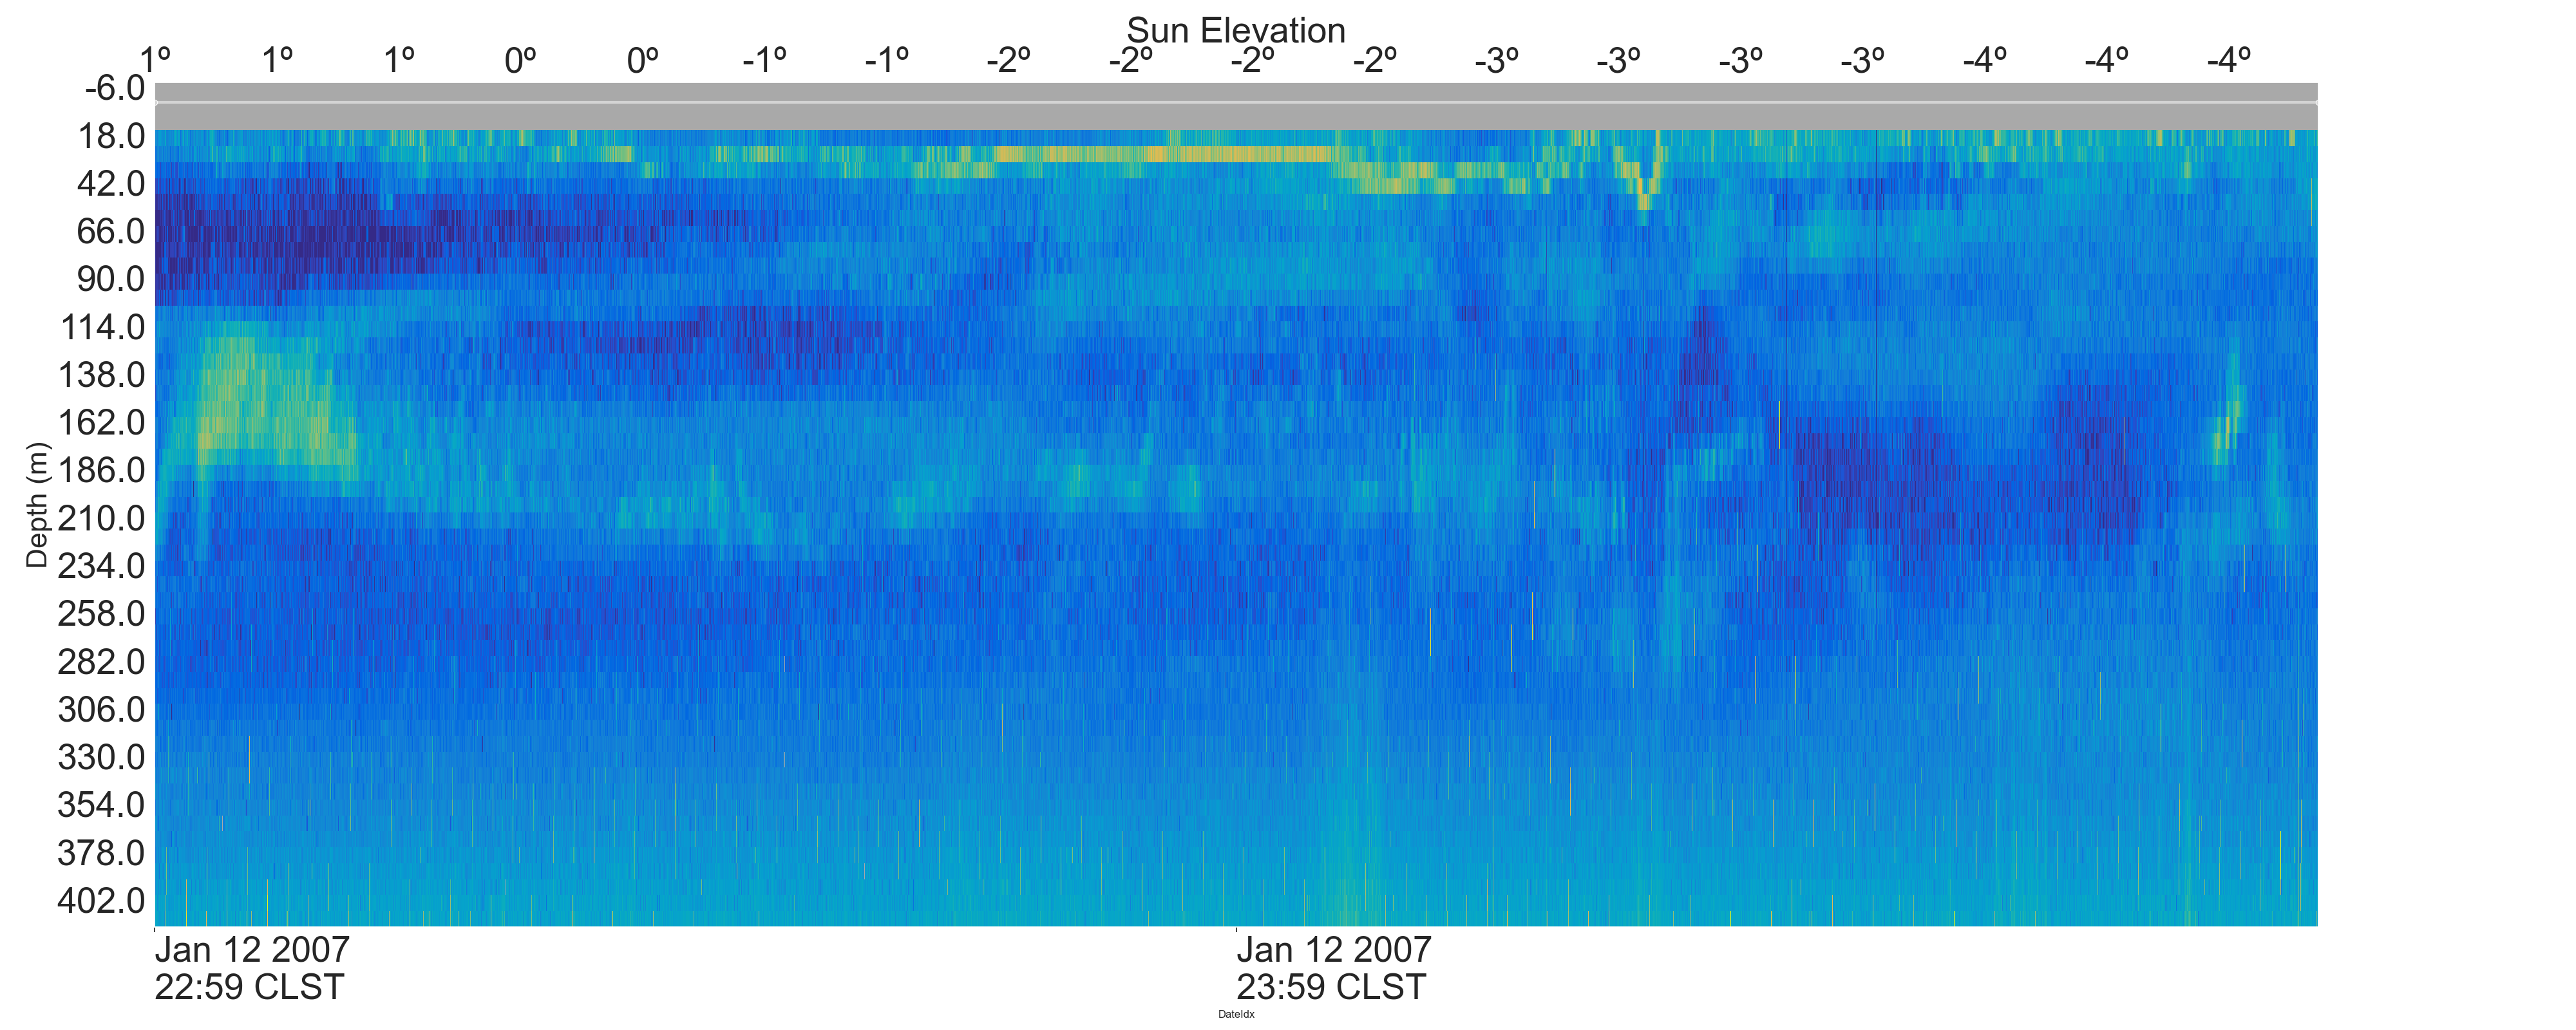 Sun Elevation
1º 1º 1º 0º 0º -1º -1º -2º -2º -2º -2º -3º -3º -3º -3º -4º -4º -4º
-6.0
18.0
42.0
66.0
90.0
114.0
138.0
162.0
186.0
210.0
234.0
258.0
282.0
306.0
330.0
354.0
378.0
402.0
Depth (m)
Jan 12 2007
22:59 CLST
Jan 12 2007
23:59 CLST
DateIdx